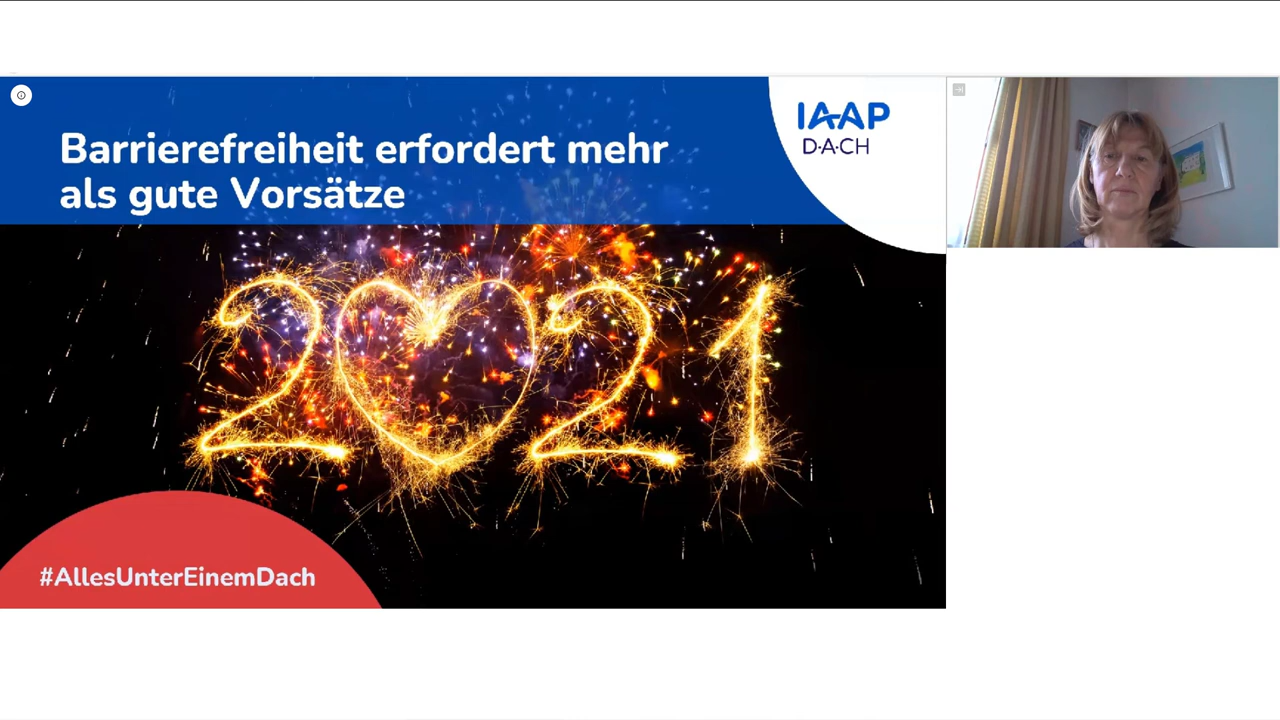 Barrierefreiheit erfordert mehr
als gute Vorsätze
IAAP
D·A·CH
2021
#AllesUnterEinemDach